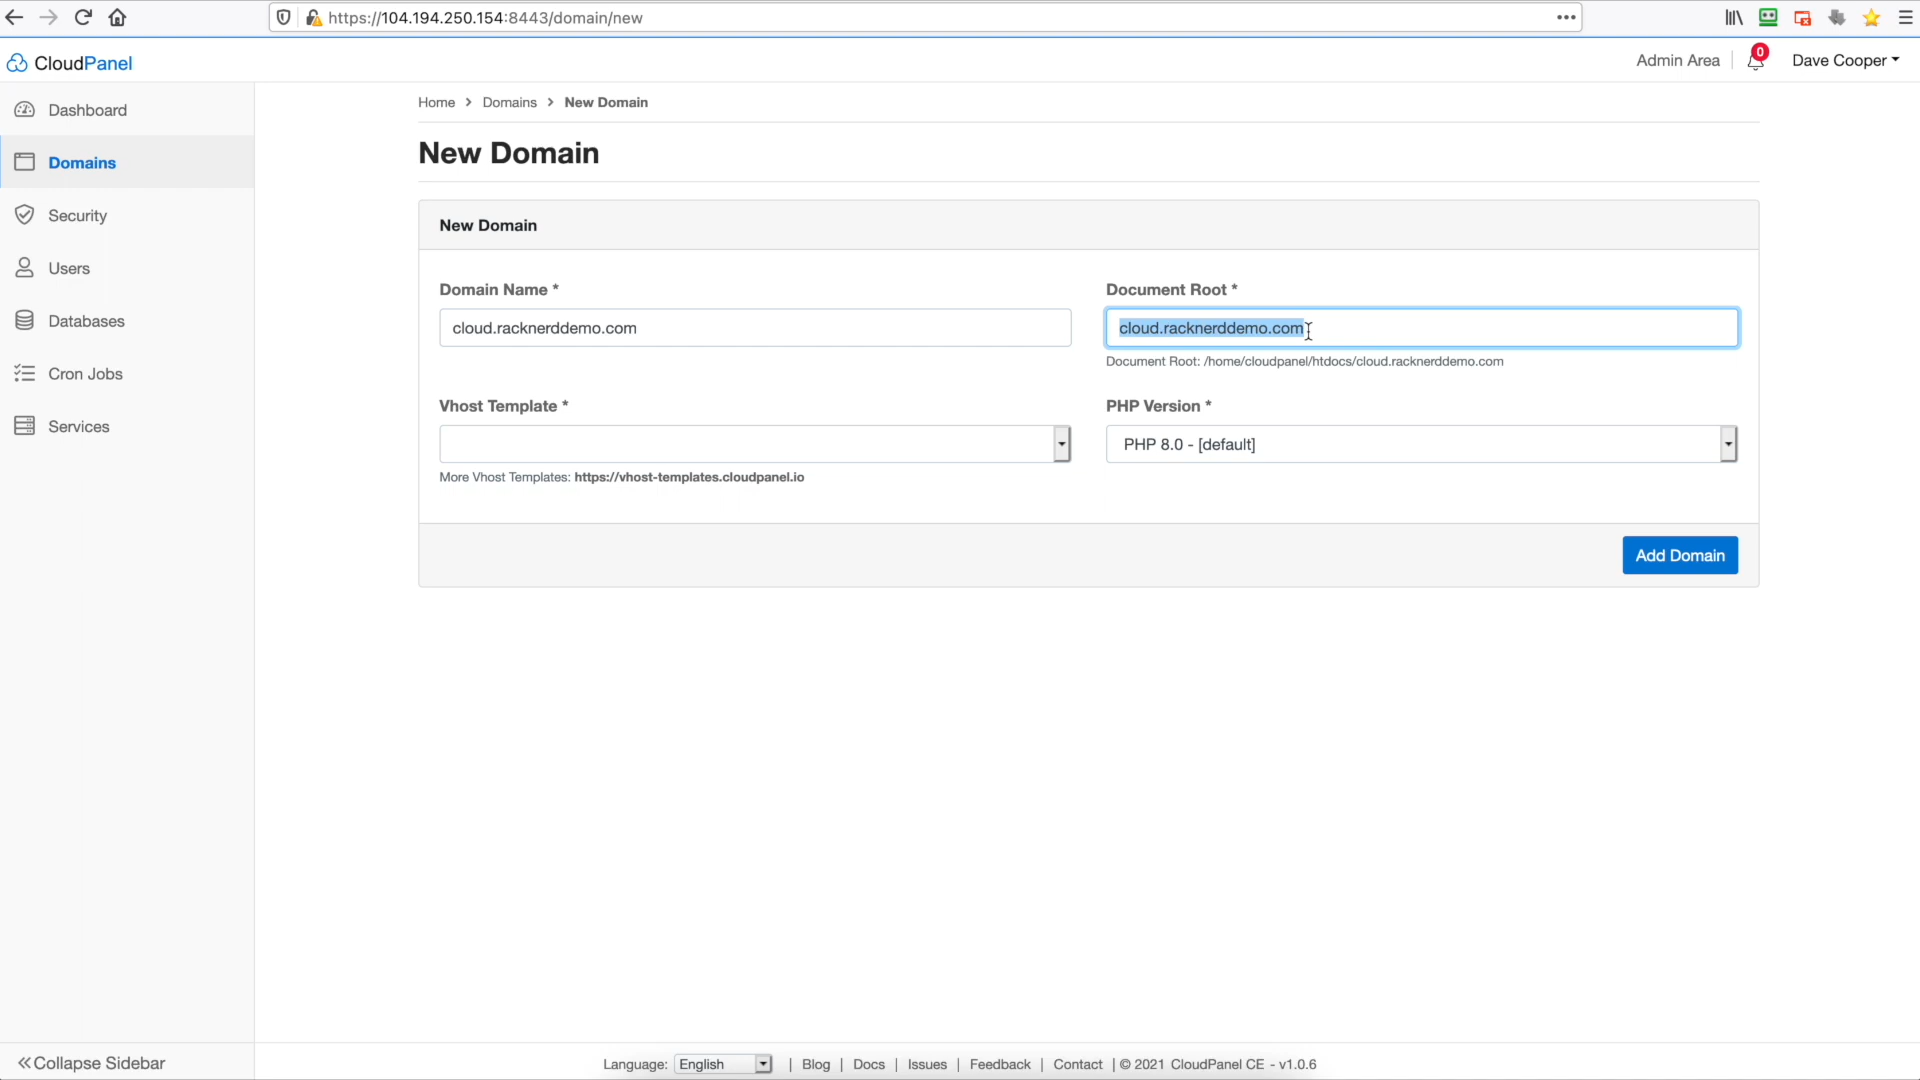 https://104.194.250.154:8443/domain/new
CloudPanel
Admin Area
0
Dave Cooper
Dashboard
Domains
Security
Users
Databases
Cron Jobs
Services
Home > Domains > New Domain
New Domain
New Domain
Domain Name *
cloud.racknerddemo.com
Document Root *
cloud.racknerddemo.com
Document Root: /home/cloudpanel/htdocs/cloud.racknerddemo.com
Vhost Template *
More Vhost Templates: https://vhost-templates.cloudpanel.io
PHP Version *
PHP 8.0 - [default]
Add Domain
Collapse Sidebar
Language: English | Blog | Docs | Issues | Feedback | Contact | © 2021 CloudPanel CE - v1.0.6